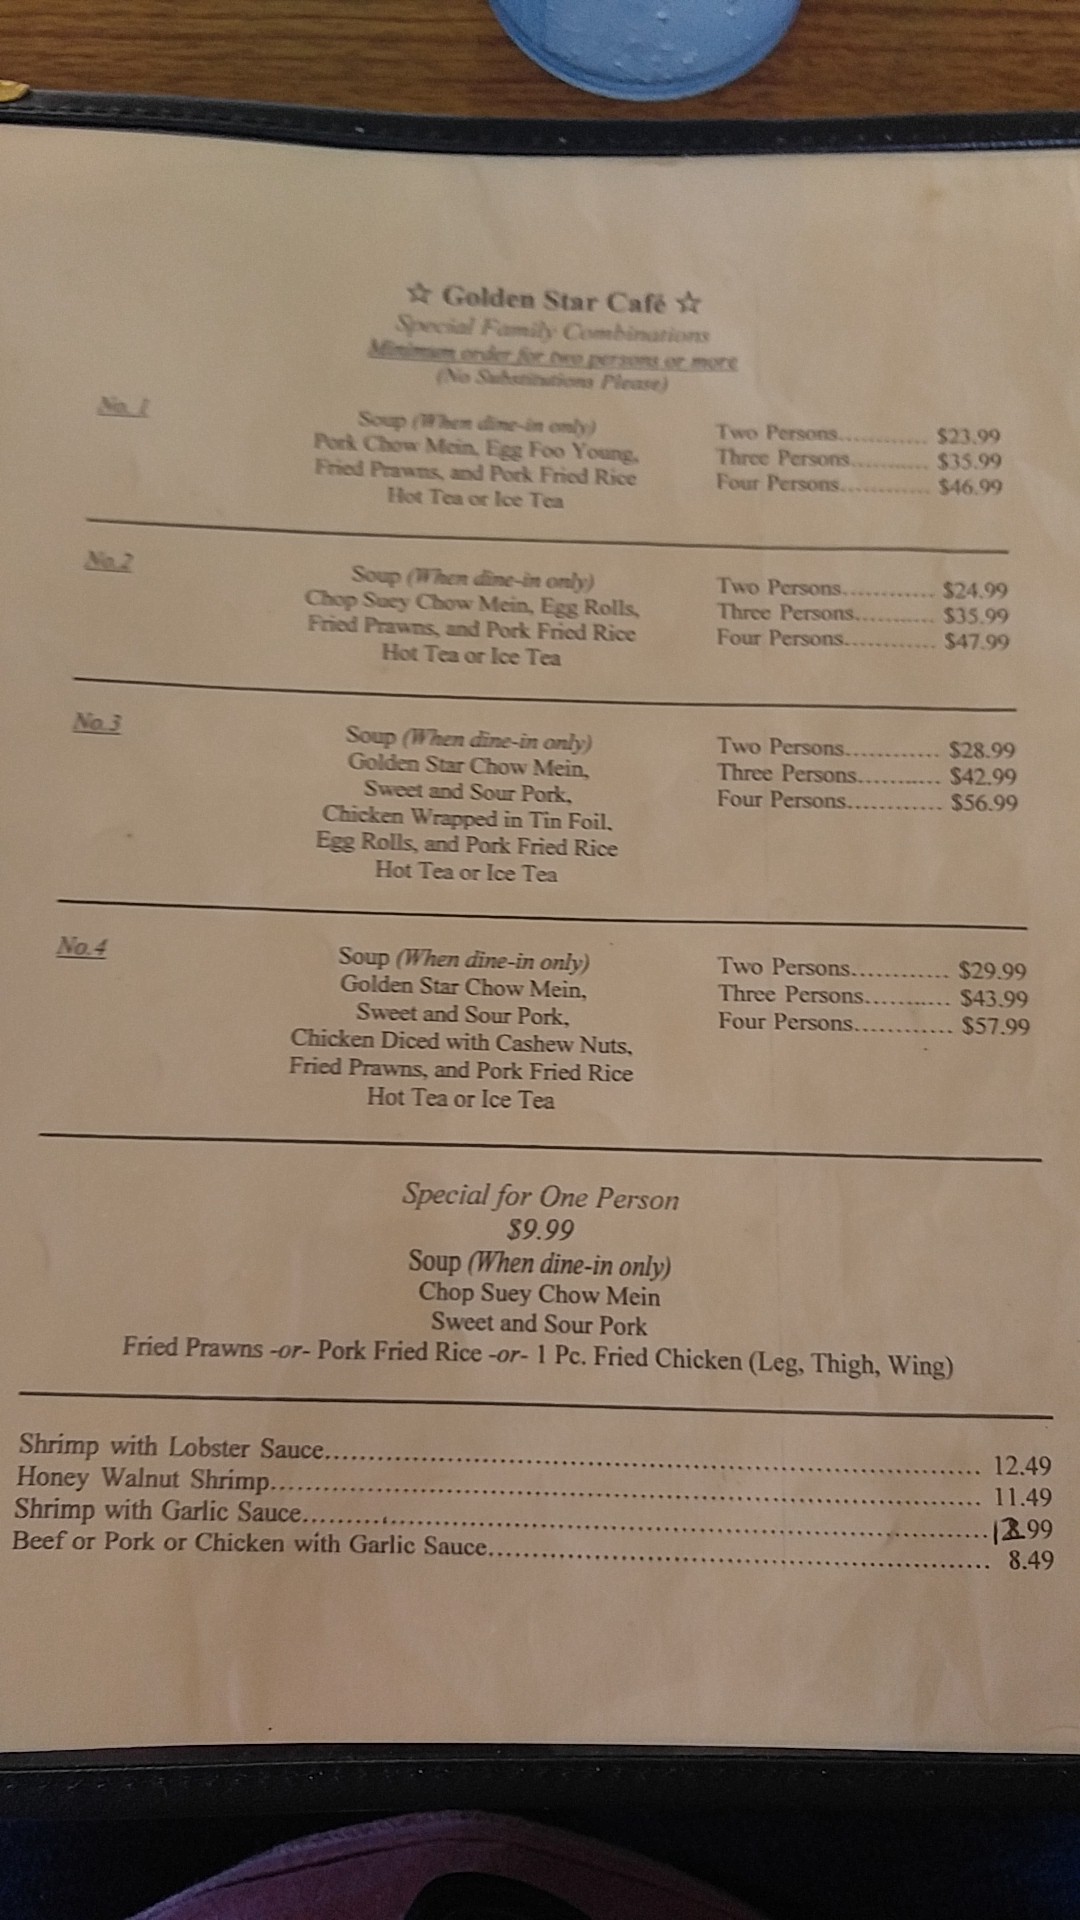 ☆ Golden Star Café ☆
Special Family Combinations
Minimum order for two persons or more
(No Substitutions Please)
No. 1
Soup (When dine-in only)
Pork Chow Mein, Egg Foo Young,
Fried Prawns, and Pork Fried Rice
Hot Tea or Ice Tea
Two Persons............ $23.99
Three Persons........... $35.99
Four Persons............ $46.99
No.2
Soup (When dine-in only)
Chop Suey Chow Mein, Egg Rolls,
Fried Prawns, and Pork Fried Rice
Hot Tea or Ice Tea
Two Persons............ $24.99
Three Persons........... $35.99
Four Persons............ $47.99
No.3
Soup (When dine-in only)
Golden Star Chow Mein,
Sweet and Sour Pork,
Chicken Wrapped in Tin Foil,
Egg Rolls, and Pork Fried Rice
Hot Tea or Ice Tea
Two Persons............ $28.99
Three Persons........... $42.99
Four Persons............ $56.99
No.4
Soup (When dine-in only)
Golden Star Chow Mein,
Sweet and Sour Pork,
Chicken Diced with Cashew Nuts,
Fried Prawns, and Pork Fried Rice
Hot Tea or Ice Tea
Two Persons............ $29.99
Three Persons........... $43.99
Four Persons............ $57.99
Special for One Person
$9.99
Soup (When dine-in only)
Chop Suey Chow Mein
Sweet and Sour Pork
Fried Prawns -or- Pork Fried Rice -or- 1 Pc. Fried Chicken (Leg, Thigh, Wing)
Shrimp with Lobster Sauce.................... 12.49
Honey Walnut Shrimp.................... 11.49
Shrimp with Garlic Sauce....................
Beef or Pork or Chicken with Garlic Sauce.................... 8.49